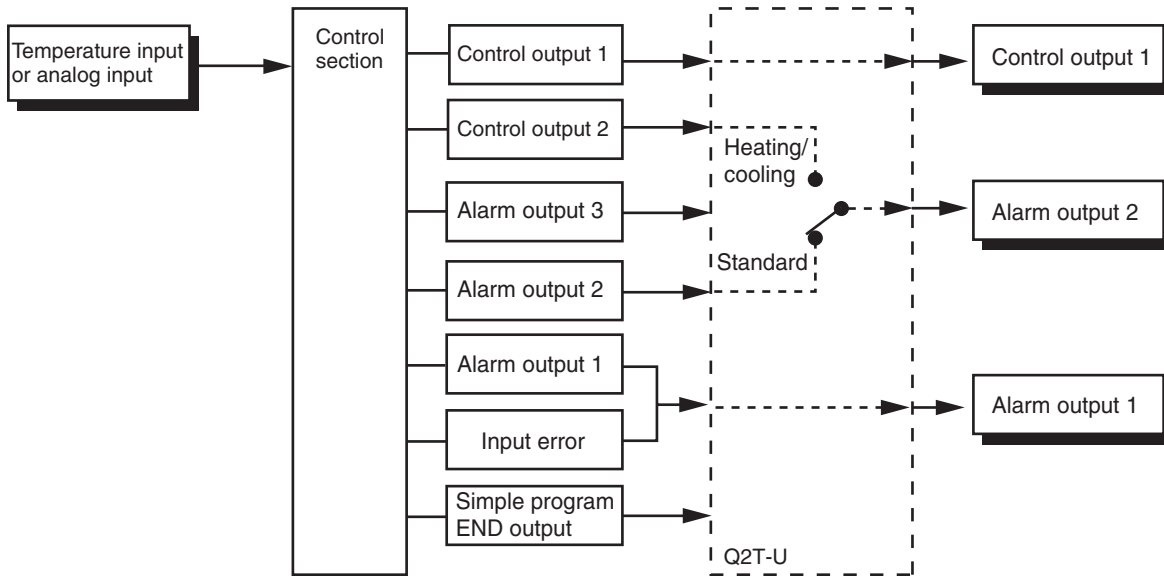 Temperature input
or analog input
Control
section
Control output 1
Control output 2
Alarm output 3
Alarm output 2
Alarm output 1
Input error
Simple program
END output
Heating/
cooling
Standard
Q2T-U
Control output 1
Alarm output 2
Alarm output 1